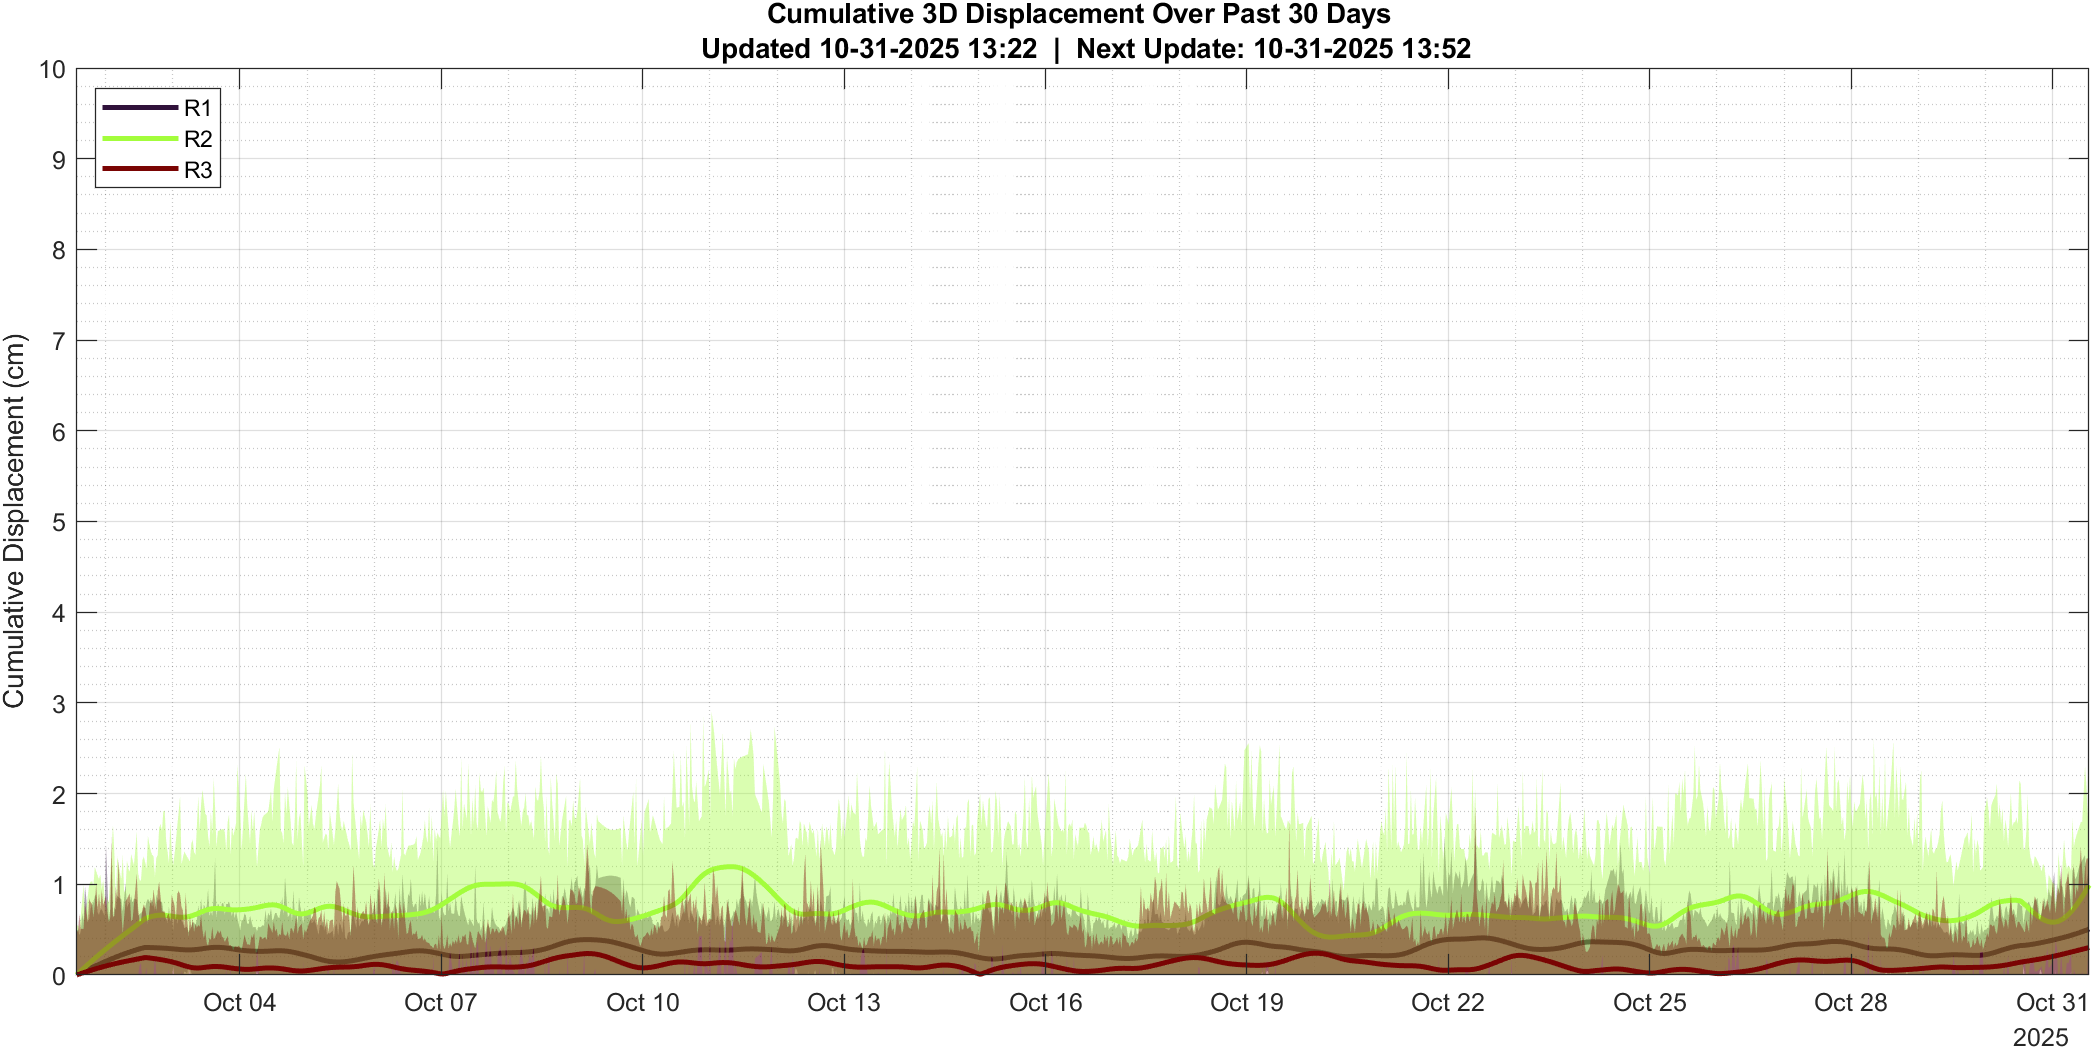 Cumulative 3D Displacement Over Past 30 Days
Updated 10-31-2025 13:22 | Next Update: 10-31-2025 13:52
R1
R2
R3
Cumulative Displacement (cm)
10
9
8
7
6
5
4
3
2
1
0
Oct 04 Oct 07 Oct 10 Oct 13 Oct 16 Oct 19 Oct 22 Oct 25 Oct 28 Oct 31
2025